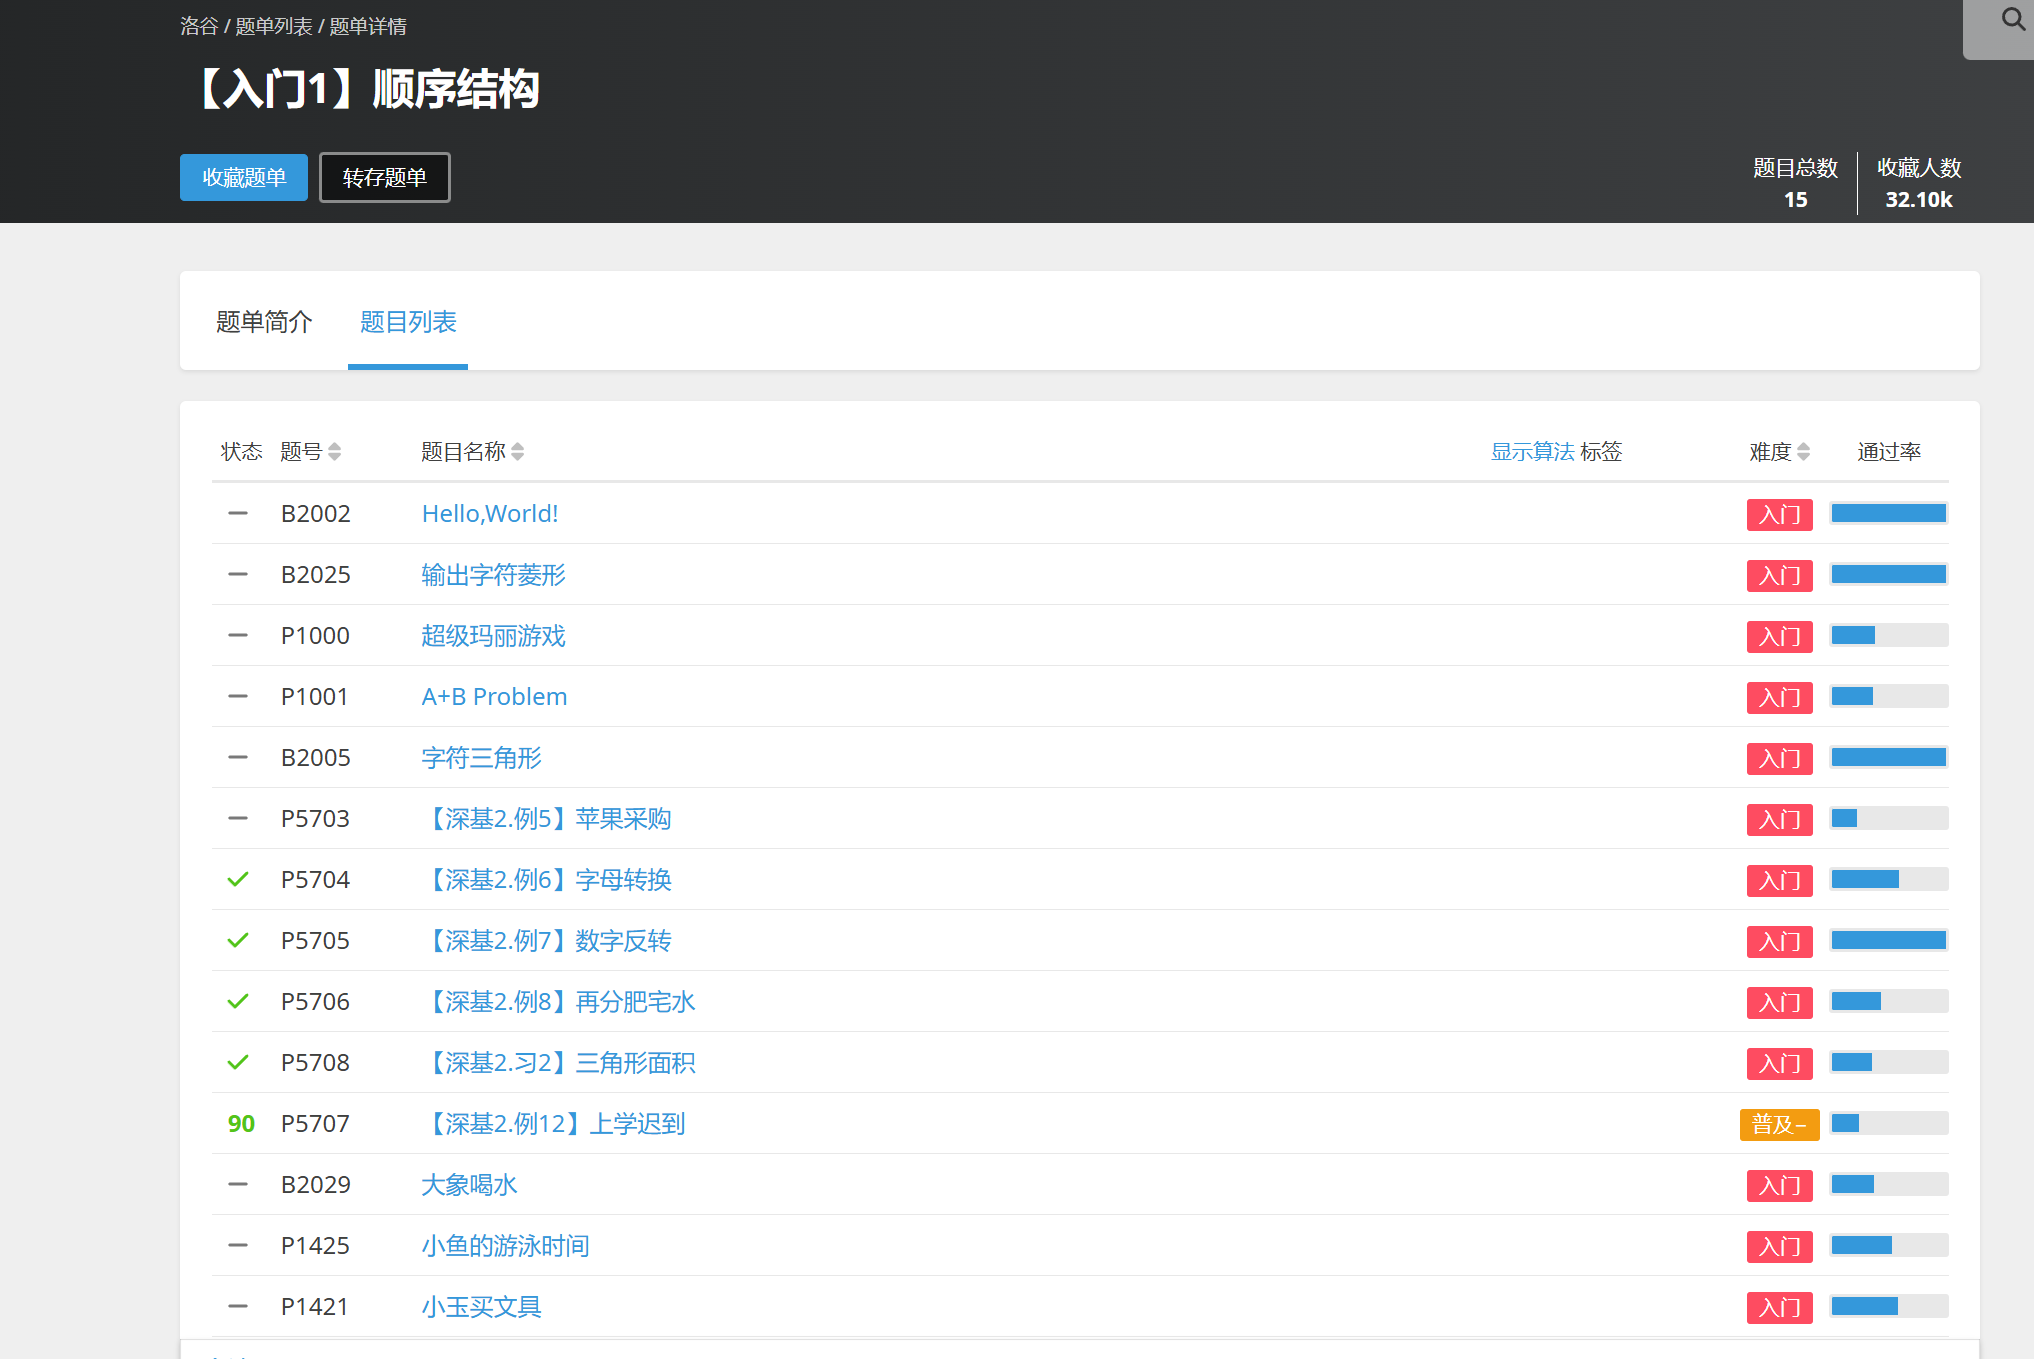 洛谷 / 题单列表 / 题单详情
【入门1】顺序结构
收藏题单 转存题单
题目总数 收藏人数
15 32.10k
题单简介 题目列表
状态 题号 题目名称 显示算法 标签 难度 通过率
B2002 Hello,World! 入门
B2025 输出字符菱形 入门
P1000 超级玛丽游戏 入门
P1001 A+B Problem 入门
B2005 字符三角形 入门
P5703 【深基2.例5】苹果采购 入门
P5704 【深基2.例6】字母转换 入门
P5705 【深基2.例7】数字反转 入门
P5706 【深基2.例8】再分肥宅水 入门
P5708 【深基2.习2】三角形面积 入门
90 P5707 【深基2.例12】上学迟到 普及−
B2029 大象喝水 入门
P1425 小鱼的游泳时间 入门
P1421 小玉买文具 入门